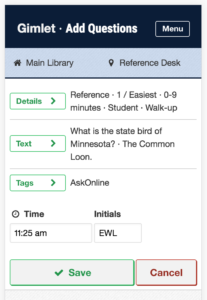 Gimlet · Add Questions
Menu
Main Library
Reference Desk
Details
Reference · 1 / Easiest · 0-9
minutes · Student · Walk-up
Text
What is the state bird of
Minnesota? · The Common
Loon.
Tags
AskOnline
Time
Initials
11:25 am
EWL
Save
Cancel